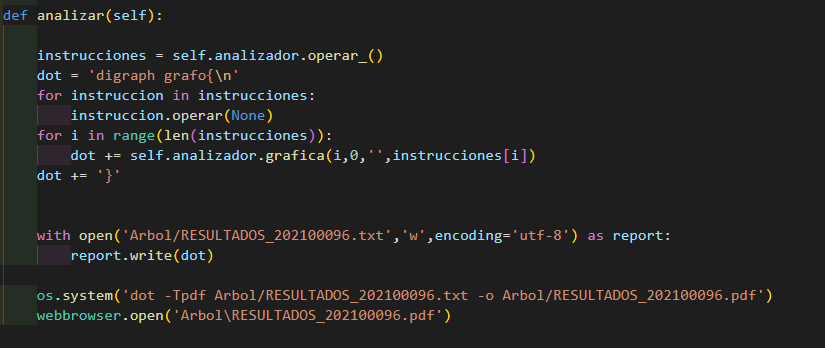 def analizar(self):
instrucciones = self.analizador.operar_()
dot = 'digraph grafo{\n'
for instruccion in instrucciones:
instruccion.operar(None)
for i in range(len(instrucciones)):
dot += self.analizador.grafica(i,0,'',instrucciones[i])
dot += '}'
with open('Arbol/RESULTADOS_202100096.txt','w',encoding='utf-8') as report:
report.write(dot)
os.system('dot -Tpdf Arbol/RESULTADOS_202100096.txt -o Arbol/RESULTADOS_202100096.pdf')
webbrowser.open('Arbol\RESULTADOS_202100096.pdf')